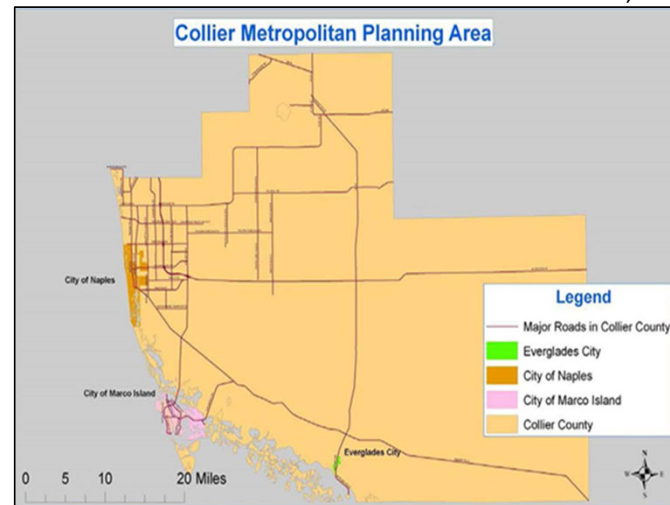 Collier Metropolitan Planning Area
City of Naples
City of Marco Island
Everglades City
0 5 10 20 Miles
Legend
Major Roads in Collier County
Everglades City
City of Naples
City of Marco Island
Collier County
N
W E
S